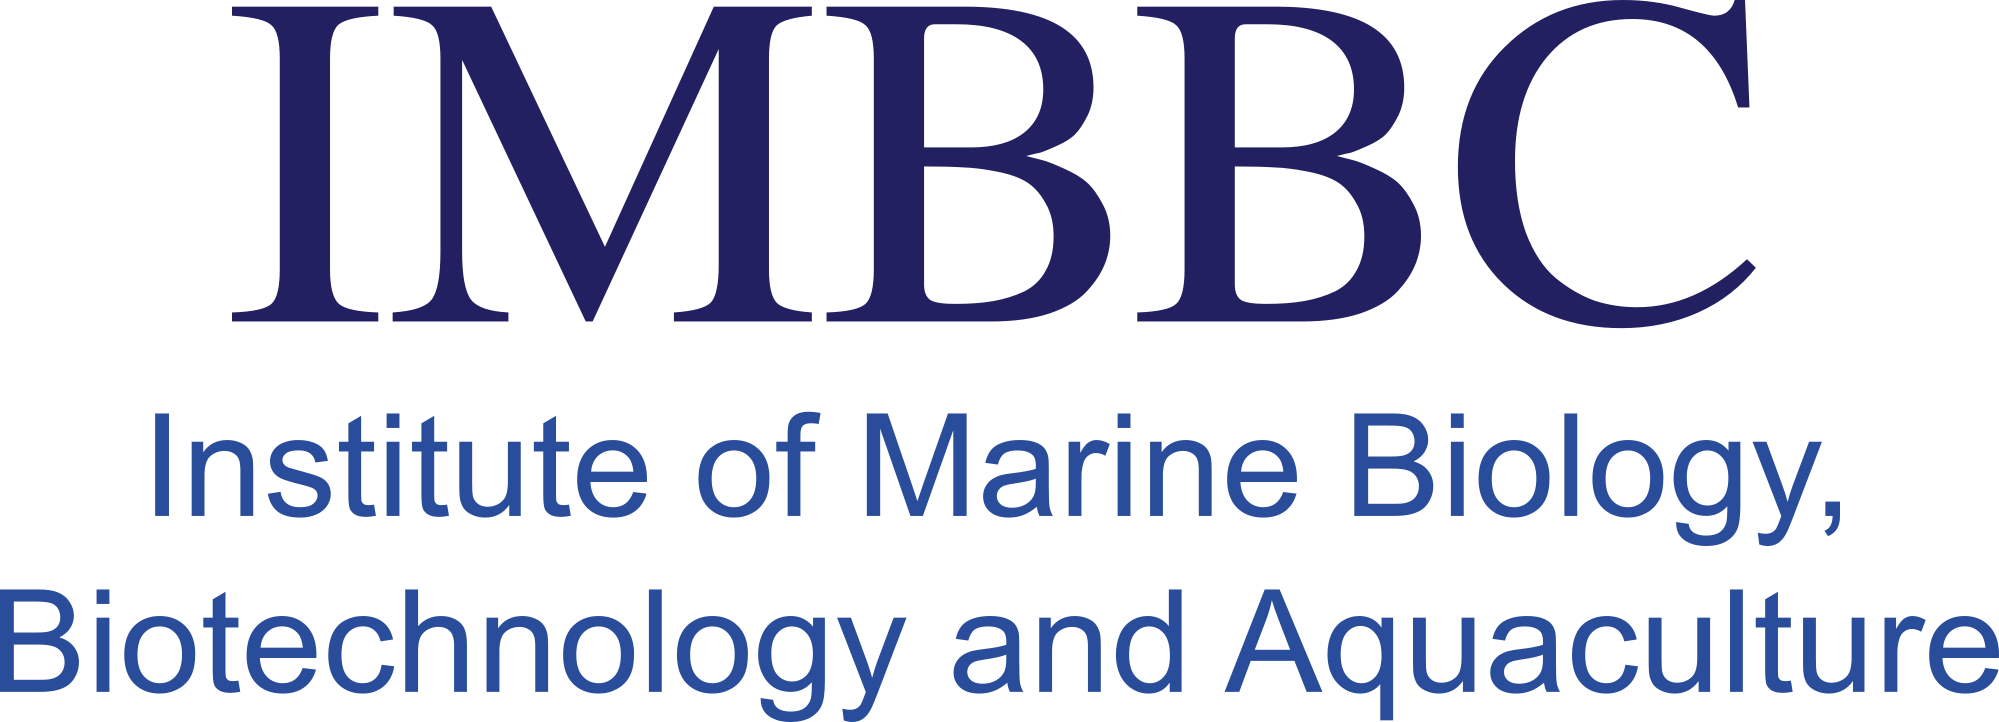 IMBBC
Institute of Marine Biology,
Biotechnology and Aquaculture